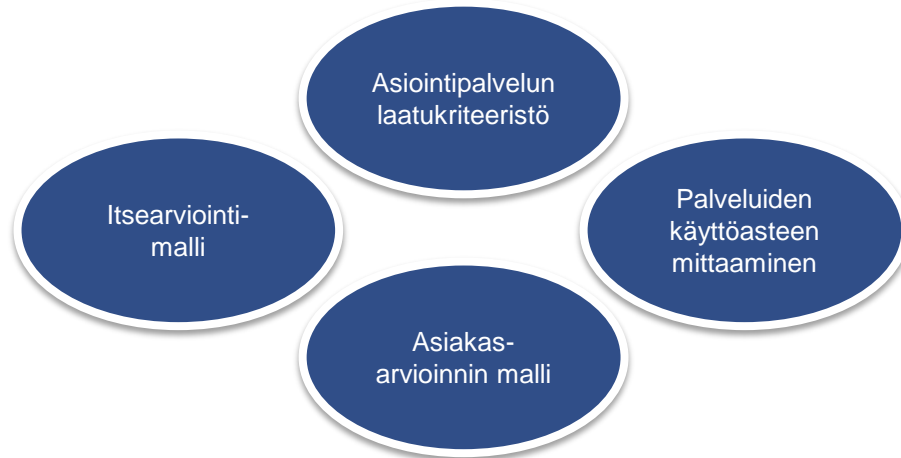 Asiointipalvelun
laatukriteeristö
Itsearviointi-
malli
Palveluiden
käyttöasteen
mittaaminen
Asiakas-
arvioinnin malli